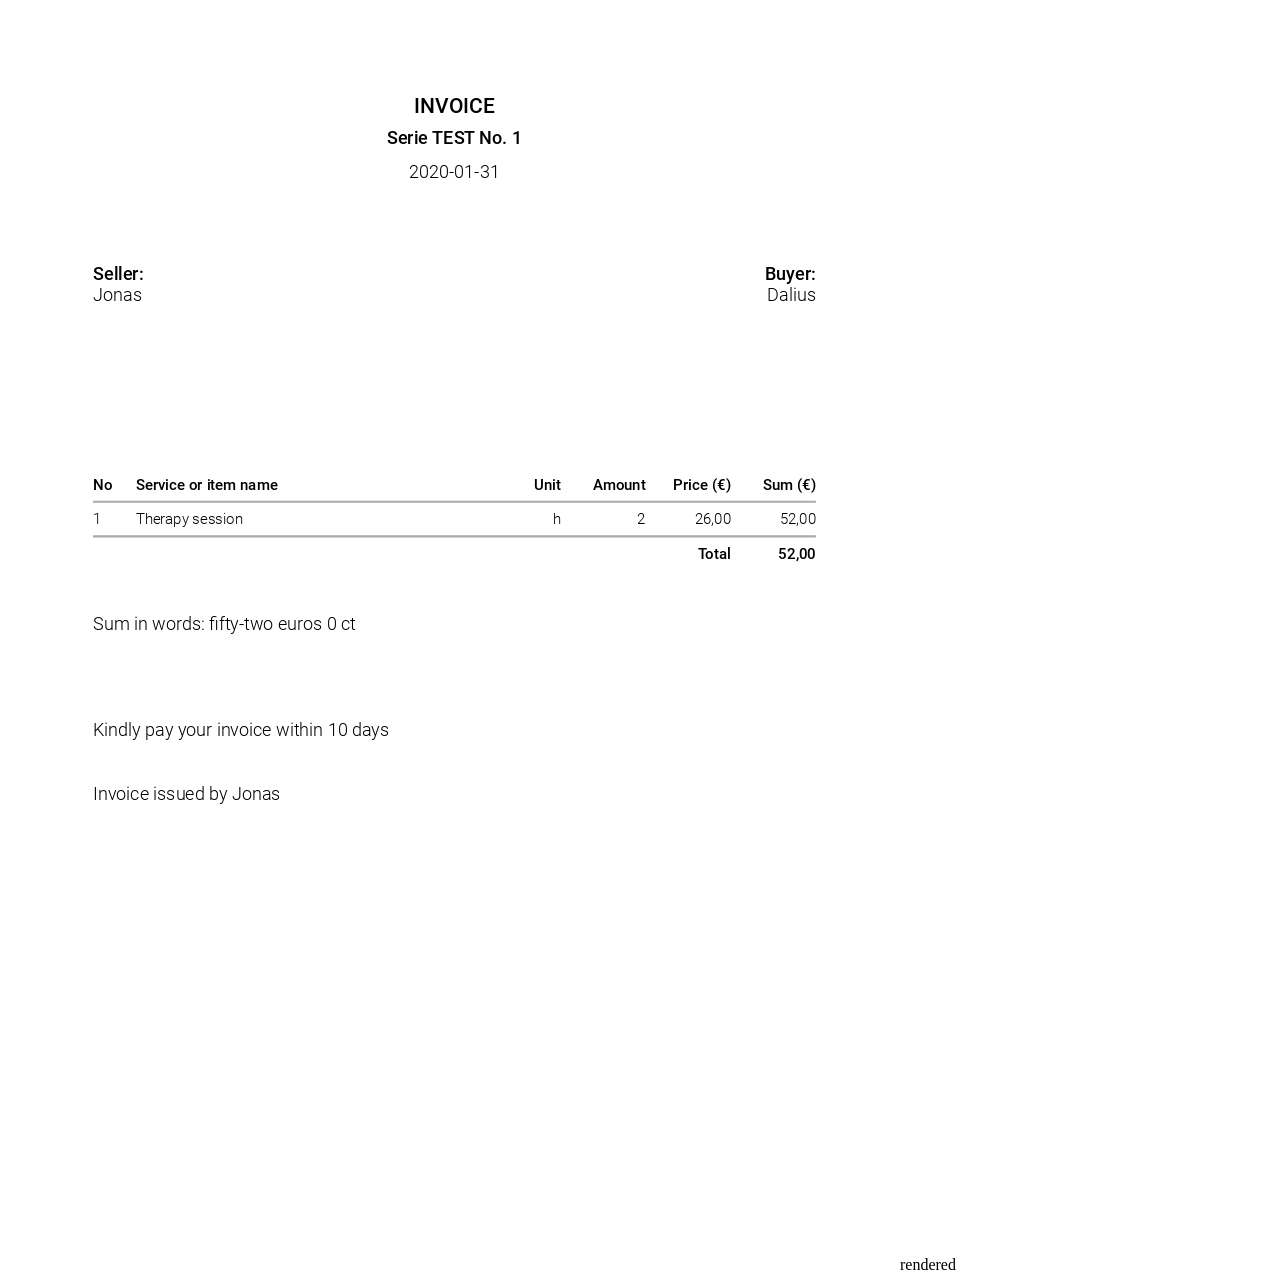 INVOICE
Serie TEST No. 1
2020-01-31
Seller: Buyer:
Jonas Dalius
No Service or item name Unit Amount Price (€) Sum (€)
1 Therapy session h 2 26,00 52,00
Total 52,00
Sum in words: fifty-two euros 0 ct
Kindly pay your invoice within 10 days
Invoice issued by Jonas
rendered